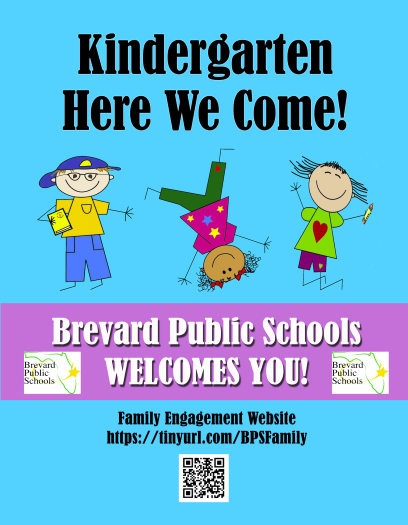 Kindergarten
Here We Come!
Brevard Public Schools
WELCOMES YOU!
Brevard
Public
Schools
Brevard
Public
Schools
Family Engagement Website
https://tinyurl.com/BPSFamily